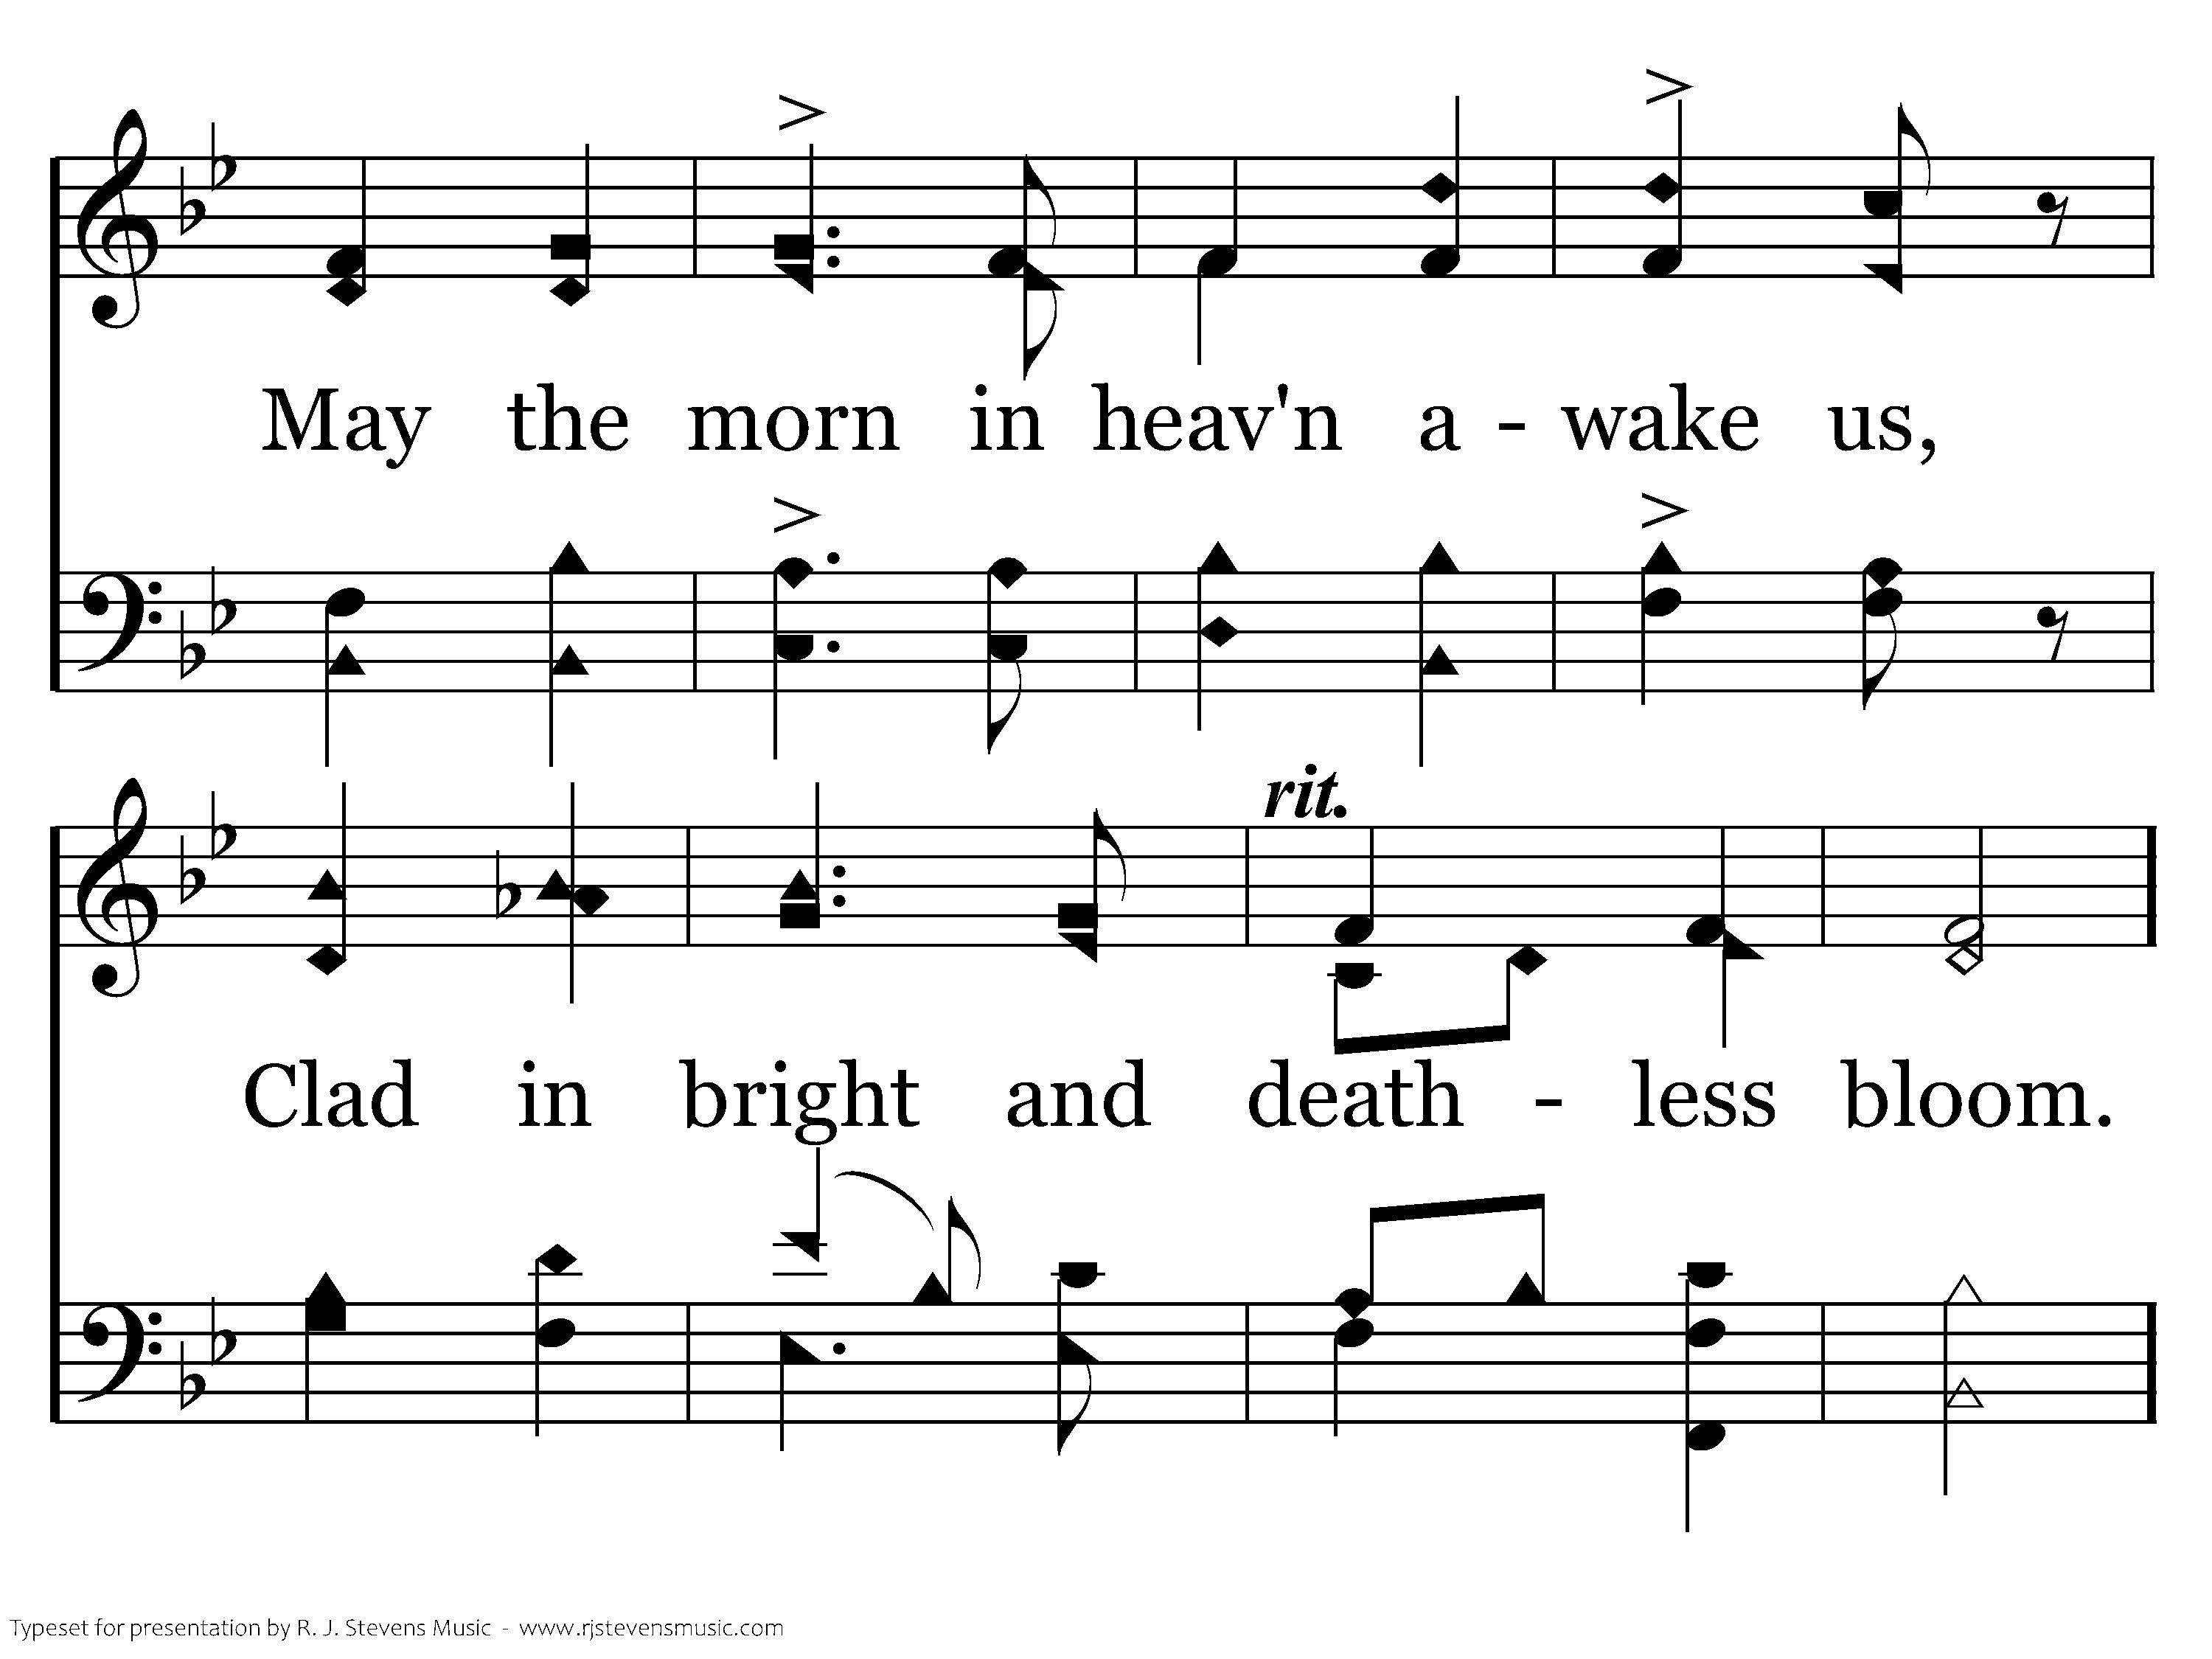 May the morn in heav'n a - wake us,
rit.
Clad in bright and death - less bloom.
Typeset for presentation by R. J. Stevens Music - www.rjstevensmusic.com